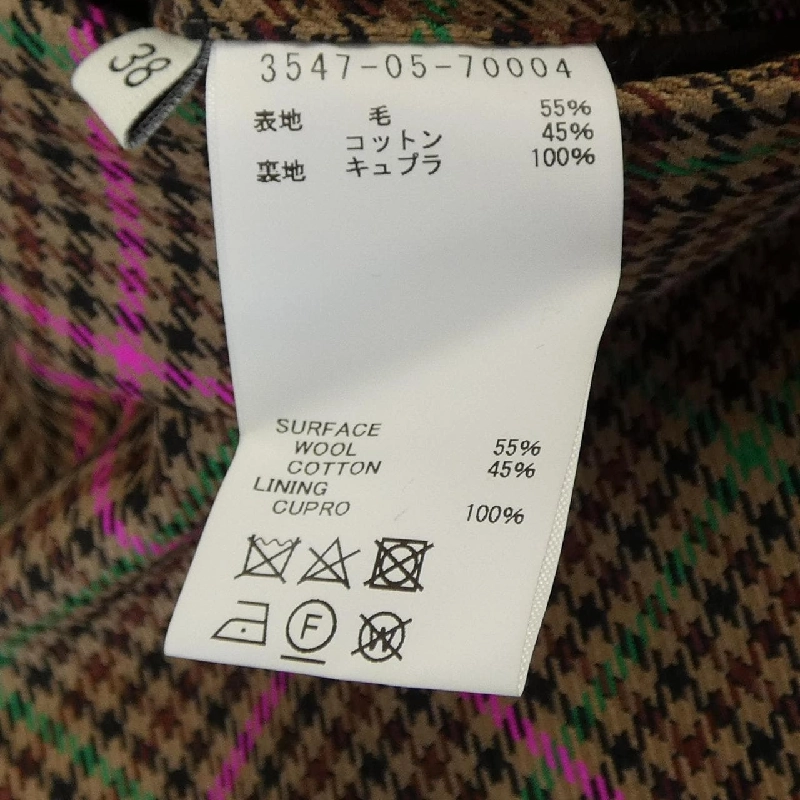 38
3547-05-70004
表地 毛 55%
コットン 45%
裏地 キュプラ 100%
SURFACE
WOOL 55%
COTTON 45%
LINING
CUPRO 100%
F W